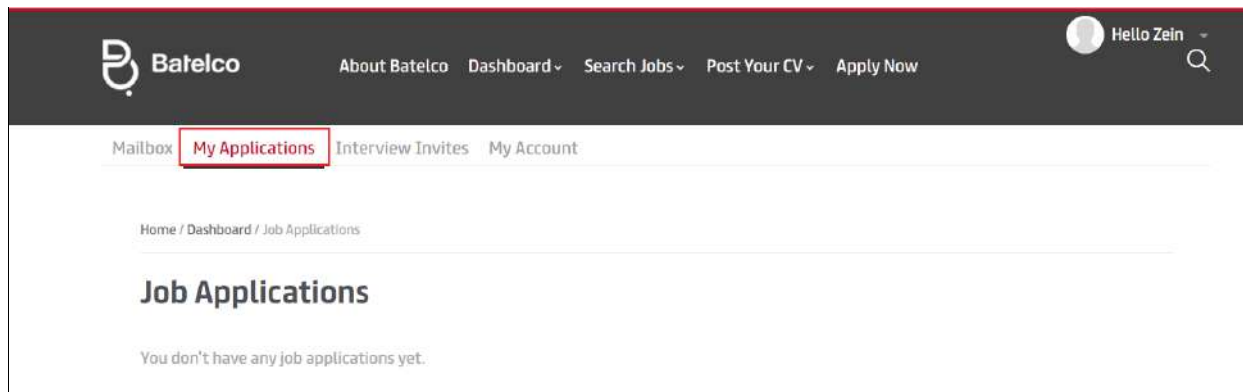 Hello Zein
Batelco
About Batelco Dashboard Search Jobs Post Your CV Apply Now
Mailbox My Applications Interview Invites My Account
Home / Dashboard / Job Applications
Job Applications
You don't have any job applications yet.